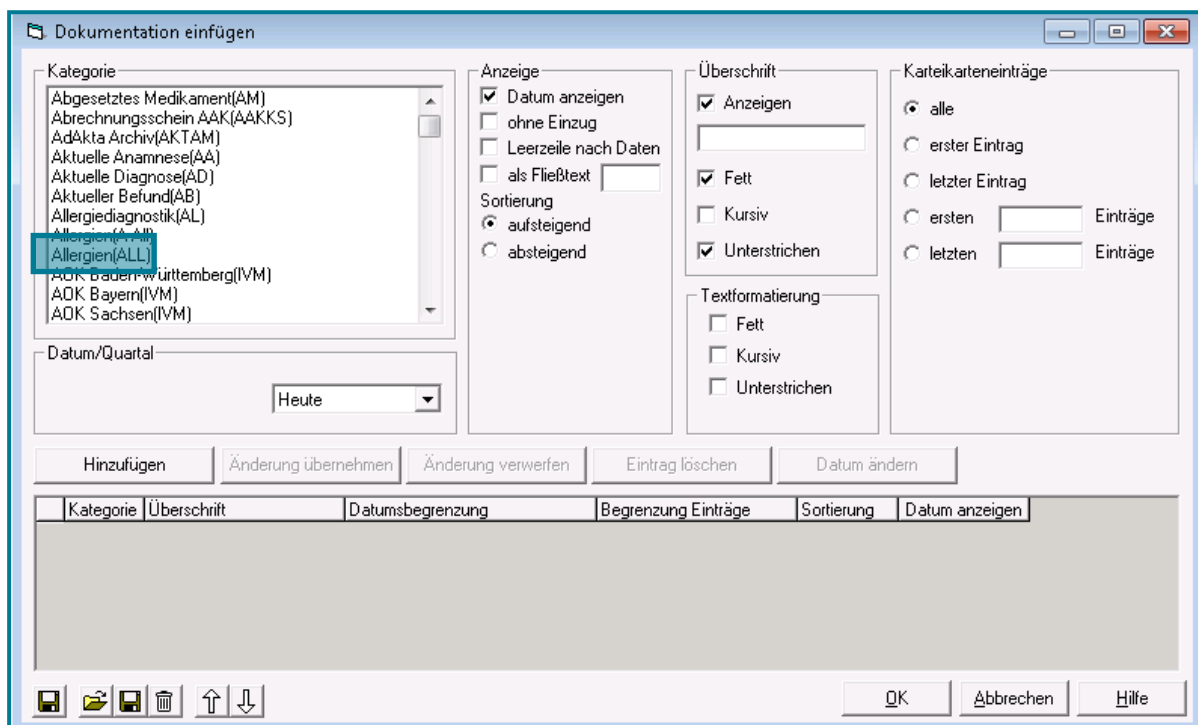 Dokumentation einfügen
Kategorie
Abgesetztes Medikament(AM)
Abrechnungsschein AAK(AAKKS)
AdAkta Archiv(AKTAM)
Aktuelle Anamnese(AA)
Aktuelle Diagnose(AD)
Aktueller Befund(AB)
Allergiediagnostik(AL)
Allergien(A-All)
Allergien(ALL)
AOK Baden-Württemberg(IVM)
AOK Bayern(IVM)
AOK Sachsen(IVM)
Datum/Quartal
Heute
Anzeige
Datum anzeigen
ohne Einzug
Leerzeile nach Daten
als Fließtext
Sortierung
aufsteigend
absteigend
Überschrift
Anzeigen
Fett
Kursiv
Unterstrichen
Textformatierung
Fett
Kursiv
Unterstrichen
Karteikarteneinträge
alle
erster Eintrag
letzter Eintrag
ersten Einträge
letzten Einträge
Hinzufügen Änderung übernehmen Änderung verwerfen Eintrag löschen Datum ändern
Kategorie Überschrift Datumsbegrenzung Begrenzung Einträge Sortierung Datum anzeigen
OK Abbrechen Hilfe